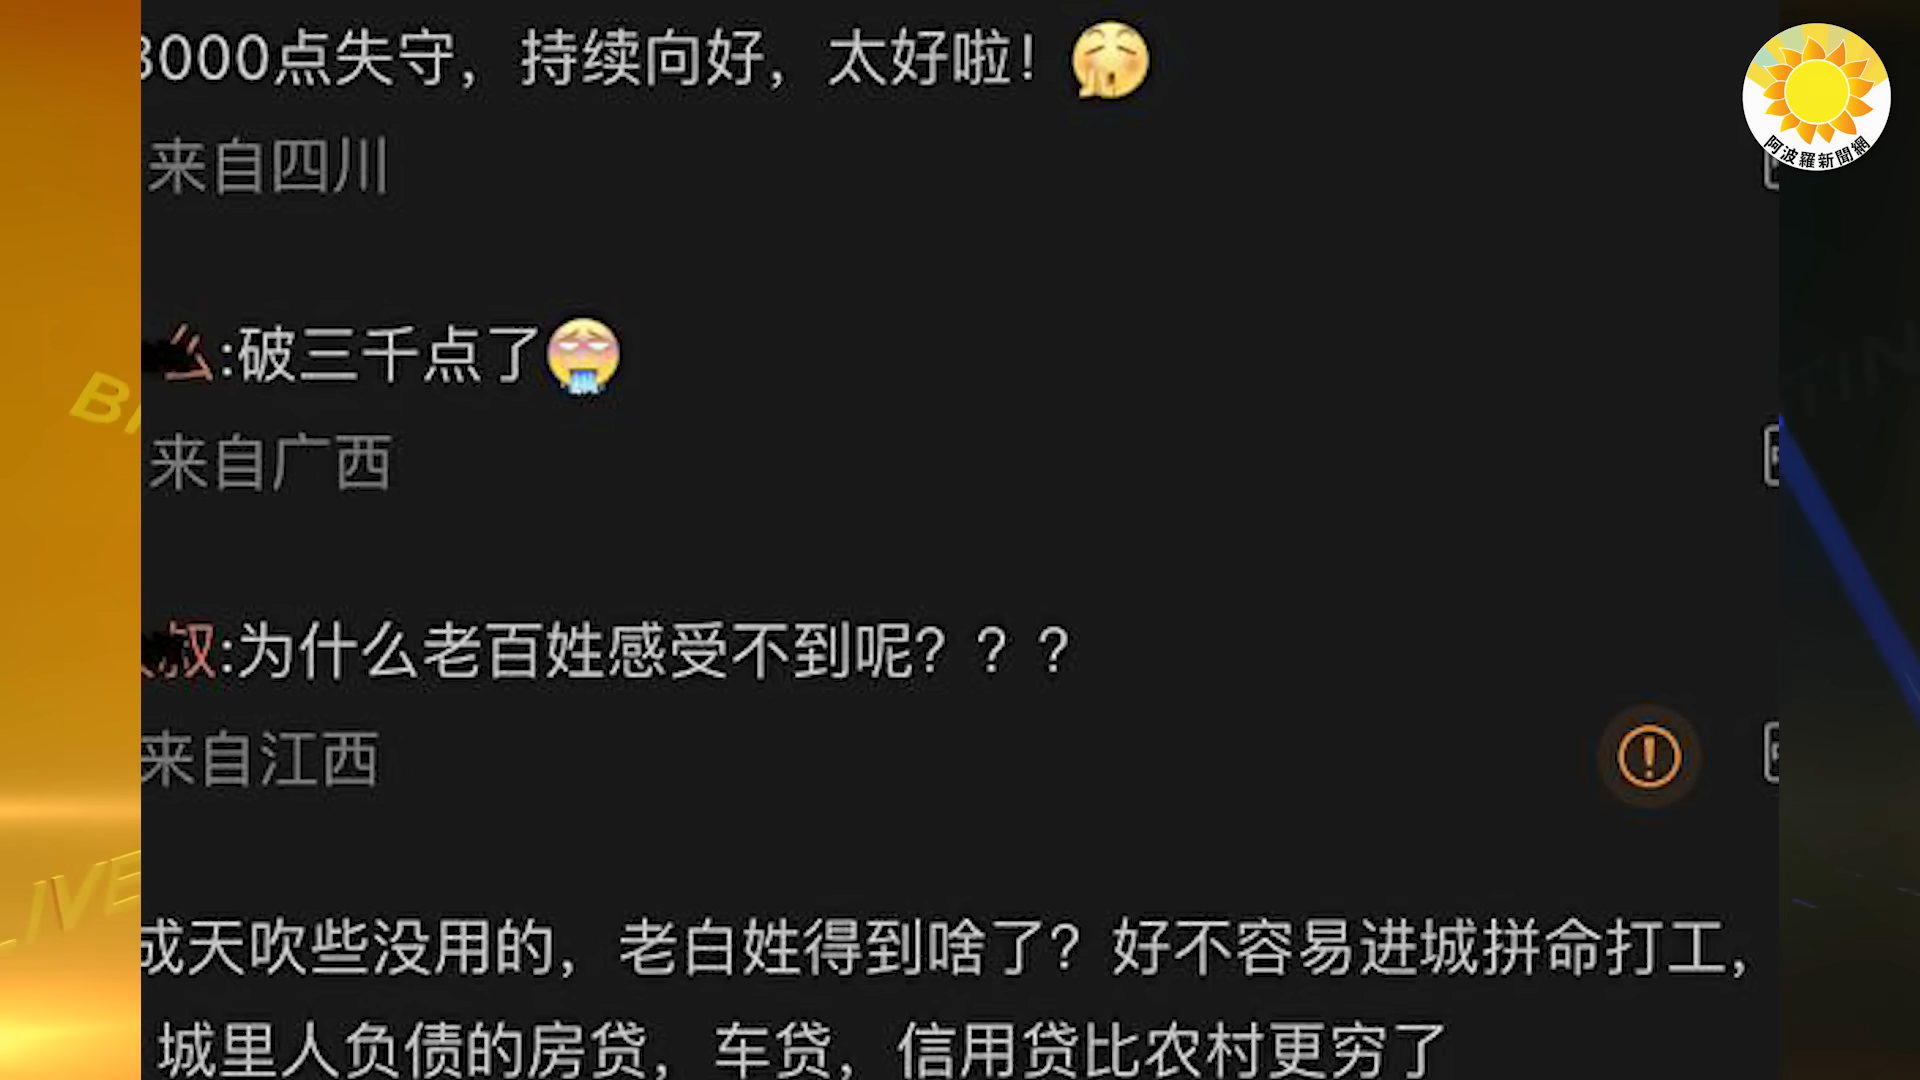 3000点失守，持续向好，太好啦！
阿波羅新聞網
来自四川
么:破三千点了
来自广西
叔:为什么老百姓感受不到呢？？？
来自江西
成天吹些没用的，老白姓得到啥了？好不容易进城拼命打工，
城里人负债的房贷，车贷，信用贷比农村更穷了